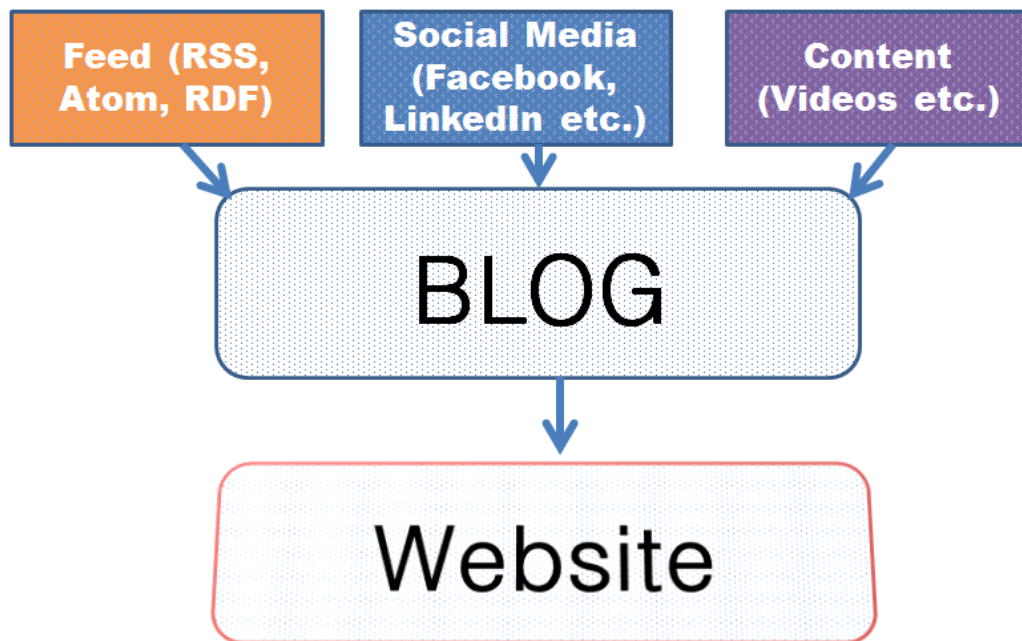 Feed (RSS,
Atom, RDF)
Social Media
(Facebook,
LinkedIn etc.)
Content
(Videos etc.)
BLOG
Website